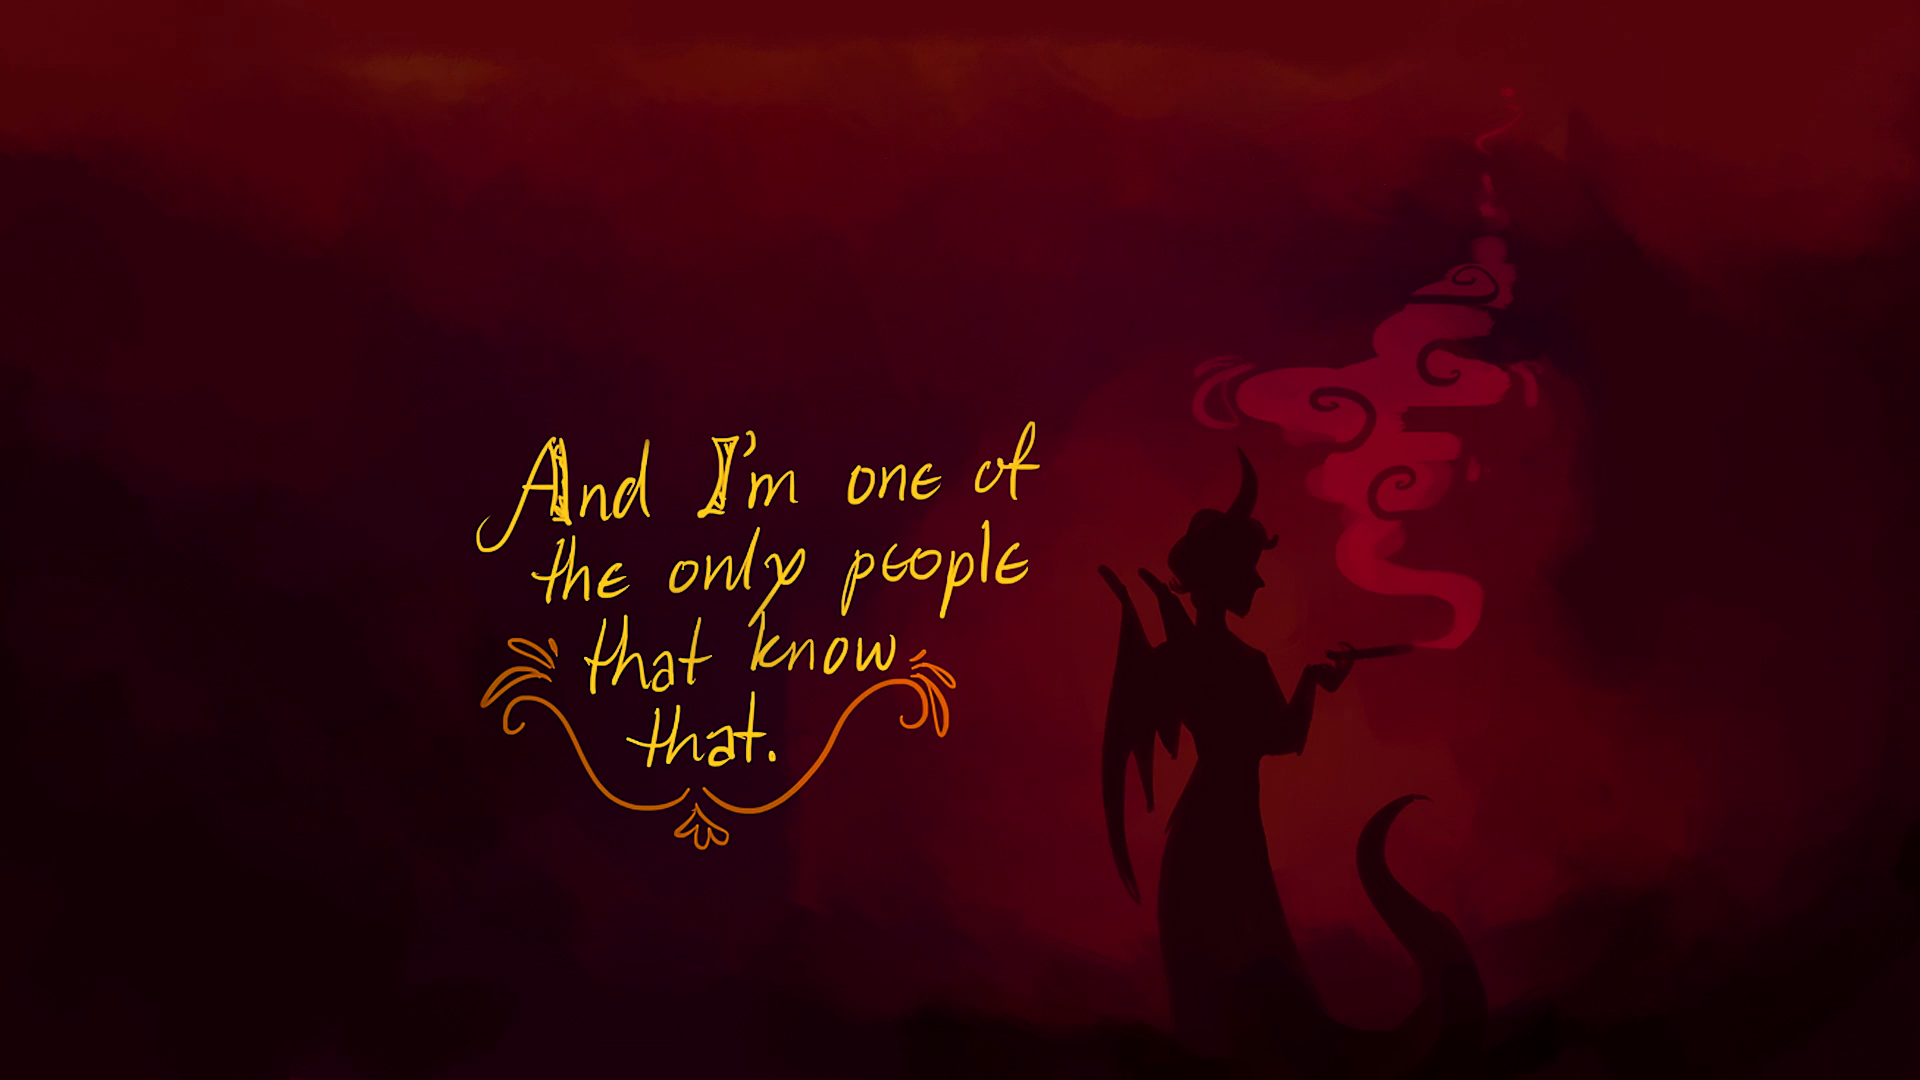 And I'm one of
the only people
that know
that.